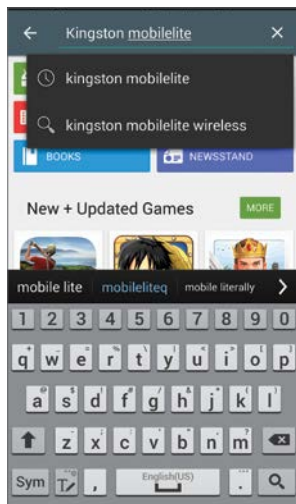 Kingston mobilelite
kingston mobilelite
kingston mobilelite wireless
BOOKS
NEWSSTAND
New + Updated Games
MORE
mobile lite mobileliteq mobile literally
1 2 3 4 5 6 7 8 9 0
q w e r t y u i o p
a s d f g h j k l
z x c v b n m
Sym T , English(US) .